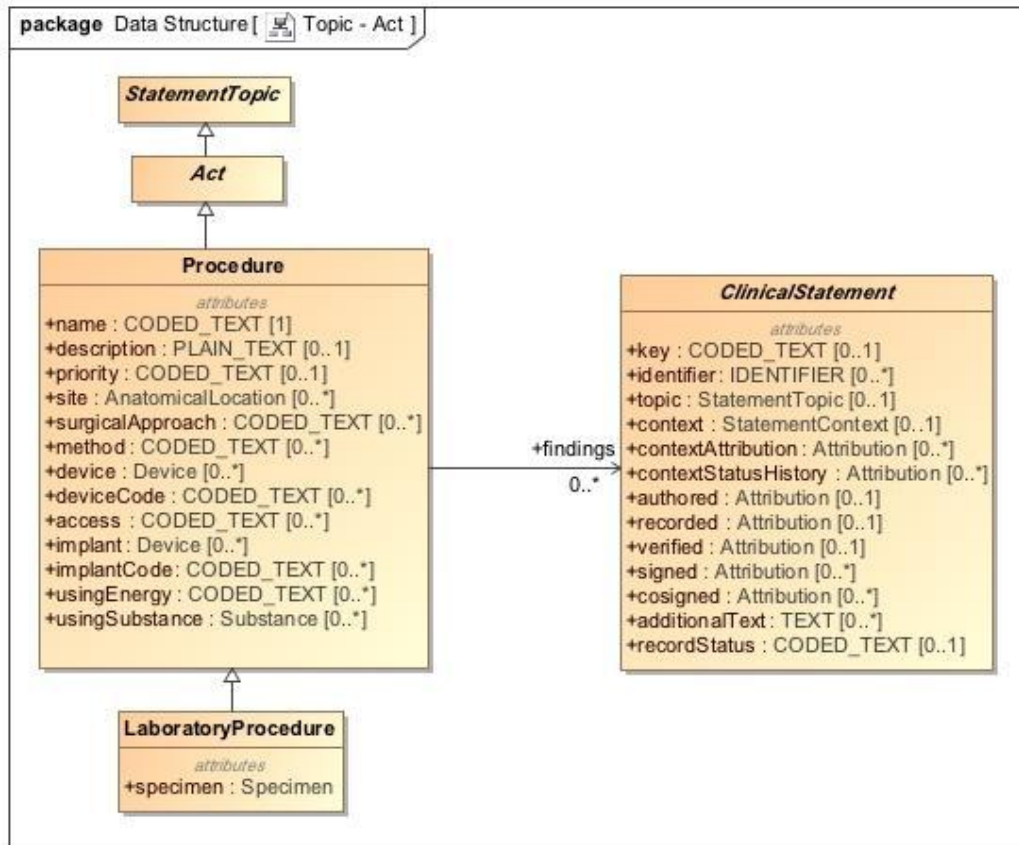 package Data Structure [ Topic - Act ]
StatementTopic
Act
Procedure
attributes
+name : CODED_TEXT [1]
+description : PLAIN_TEXT [0..1]
+priority : CODED_TEXT [0..1]
+site : AnatomicalLocation [0..*]
+surgicalApproach : CODED_TEXT [0..*]
+method : CODED_TEXT [0..*]
+device : Device [0..*]
+deviceCode : CODED_TEXT [0..*]
+access : CODED_TEXT [0..*]
+implant : Device [0..*]
+implantCode : CODED_TEXT [0..*]
+usingEnergy : CODED_TEXT [0..*]
+usingSubstance : Substance [0..*]
+findings
0..*
ClinicalStatement
attributes
+key : CODED_TEXT [0..1]
+identifier : IDENTIFIER [0..*]
+topic : StatementTopic [0..1]
+context : StatementContext [0..1]
+contextAttribution : Attribution [0..*]
+contextStatusHistory : Attribution [0..*]
+authored : Attribution [0..1]
+recorded : Attribution [0..1]
+verified : Attribution [0..1]
+signed : Attribution [0..*]
+cosigned : Attribution [0..*]
+additionalText : TEXT [0..*]
+recordStatus : CODED_TEXT [0..1]
LaboratoryProcedure
attributes
+specimen : Specimen